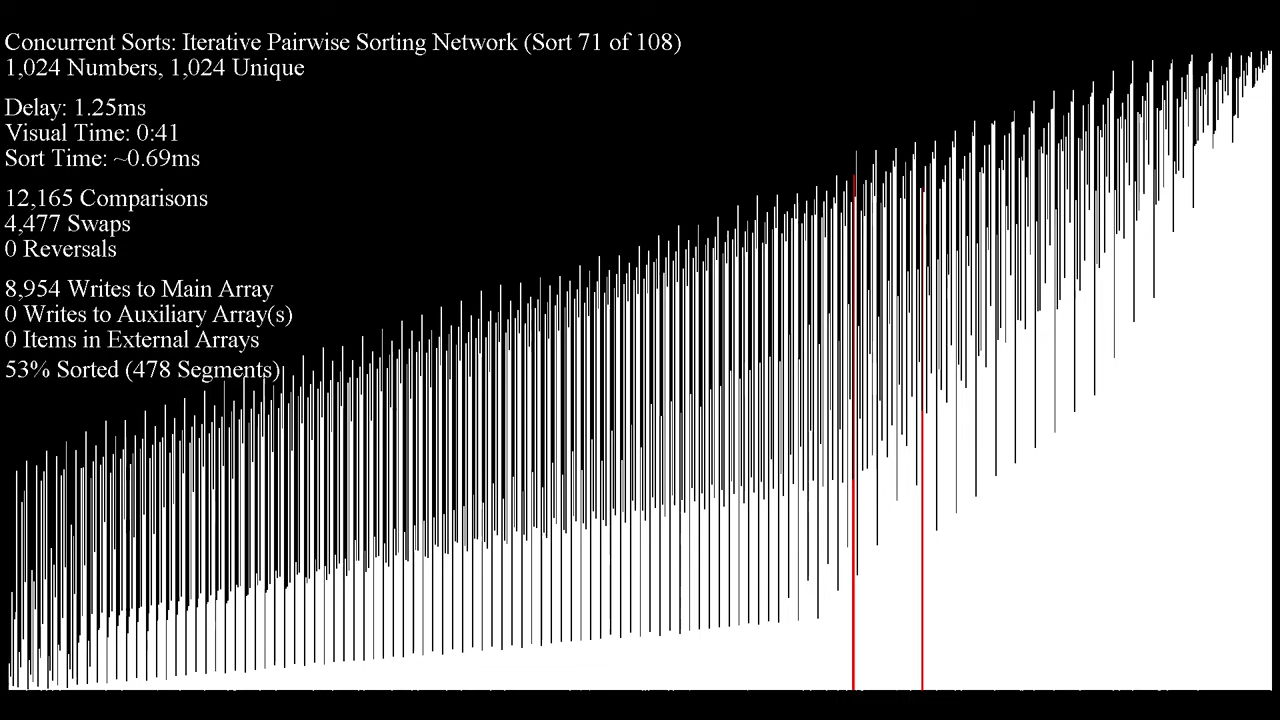 Concurrent Sorts: Iterative Pairwise Sorting Network (Sort 71 of 108)
1,024 Numbers, 1,024 Unique
Delay: 1.25ms
Visual Time: 0:41
Sort Time: ~0.69ms
12,165 Comparisons
4,477 Swaps
0 Reversals
8,954 Writes to Main Array
0 Writes to Auxiliary Array(s)
0 Items in External Arrays
53% Sorted (478 Segments)